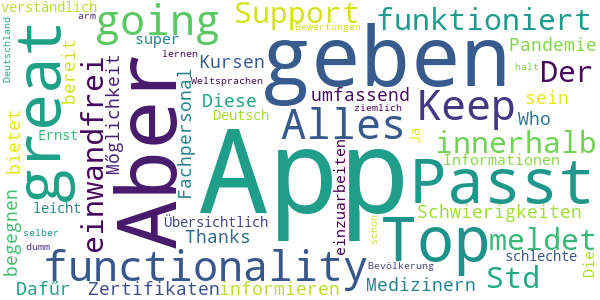 verständlich
arm
super
going
Support
Bewertungen
funktioniert
Deutschland
great
bereit
Aber
lernen
Kursen
geben
Pandemie
Der
einwandfrei
Möglichkeit
Fachpersonal
Weltsprachen
Diese
Deutsch
umfassend
ziemlich
Keep
sein
Who
halt
bietet
Ernst
App
Alles
Ja
innerhalb
Informationen
einzuarbeiten
Passt
begegnen
leicht
Übersichtlich
Thanks
Top
Schwierigkeiten
meldet
selber
dumm
functionality
schon
schlechte
Die
Bevölkerung
Std
Dafür
Zertifikaten
informieren
Medizinern